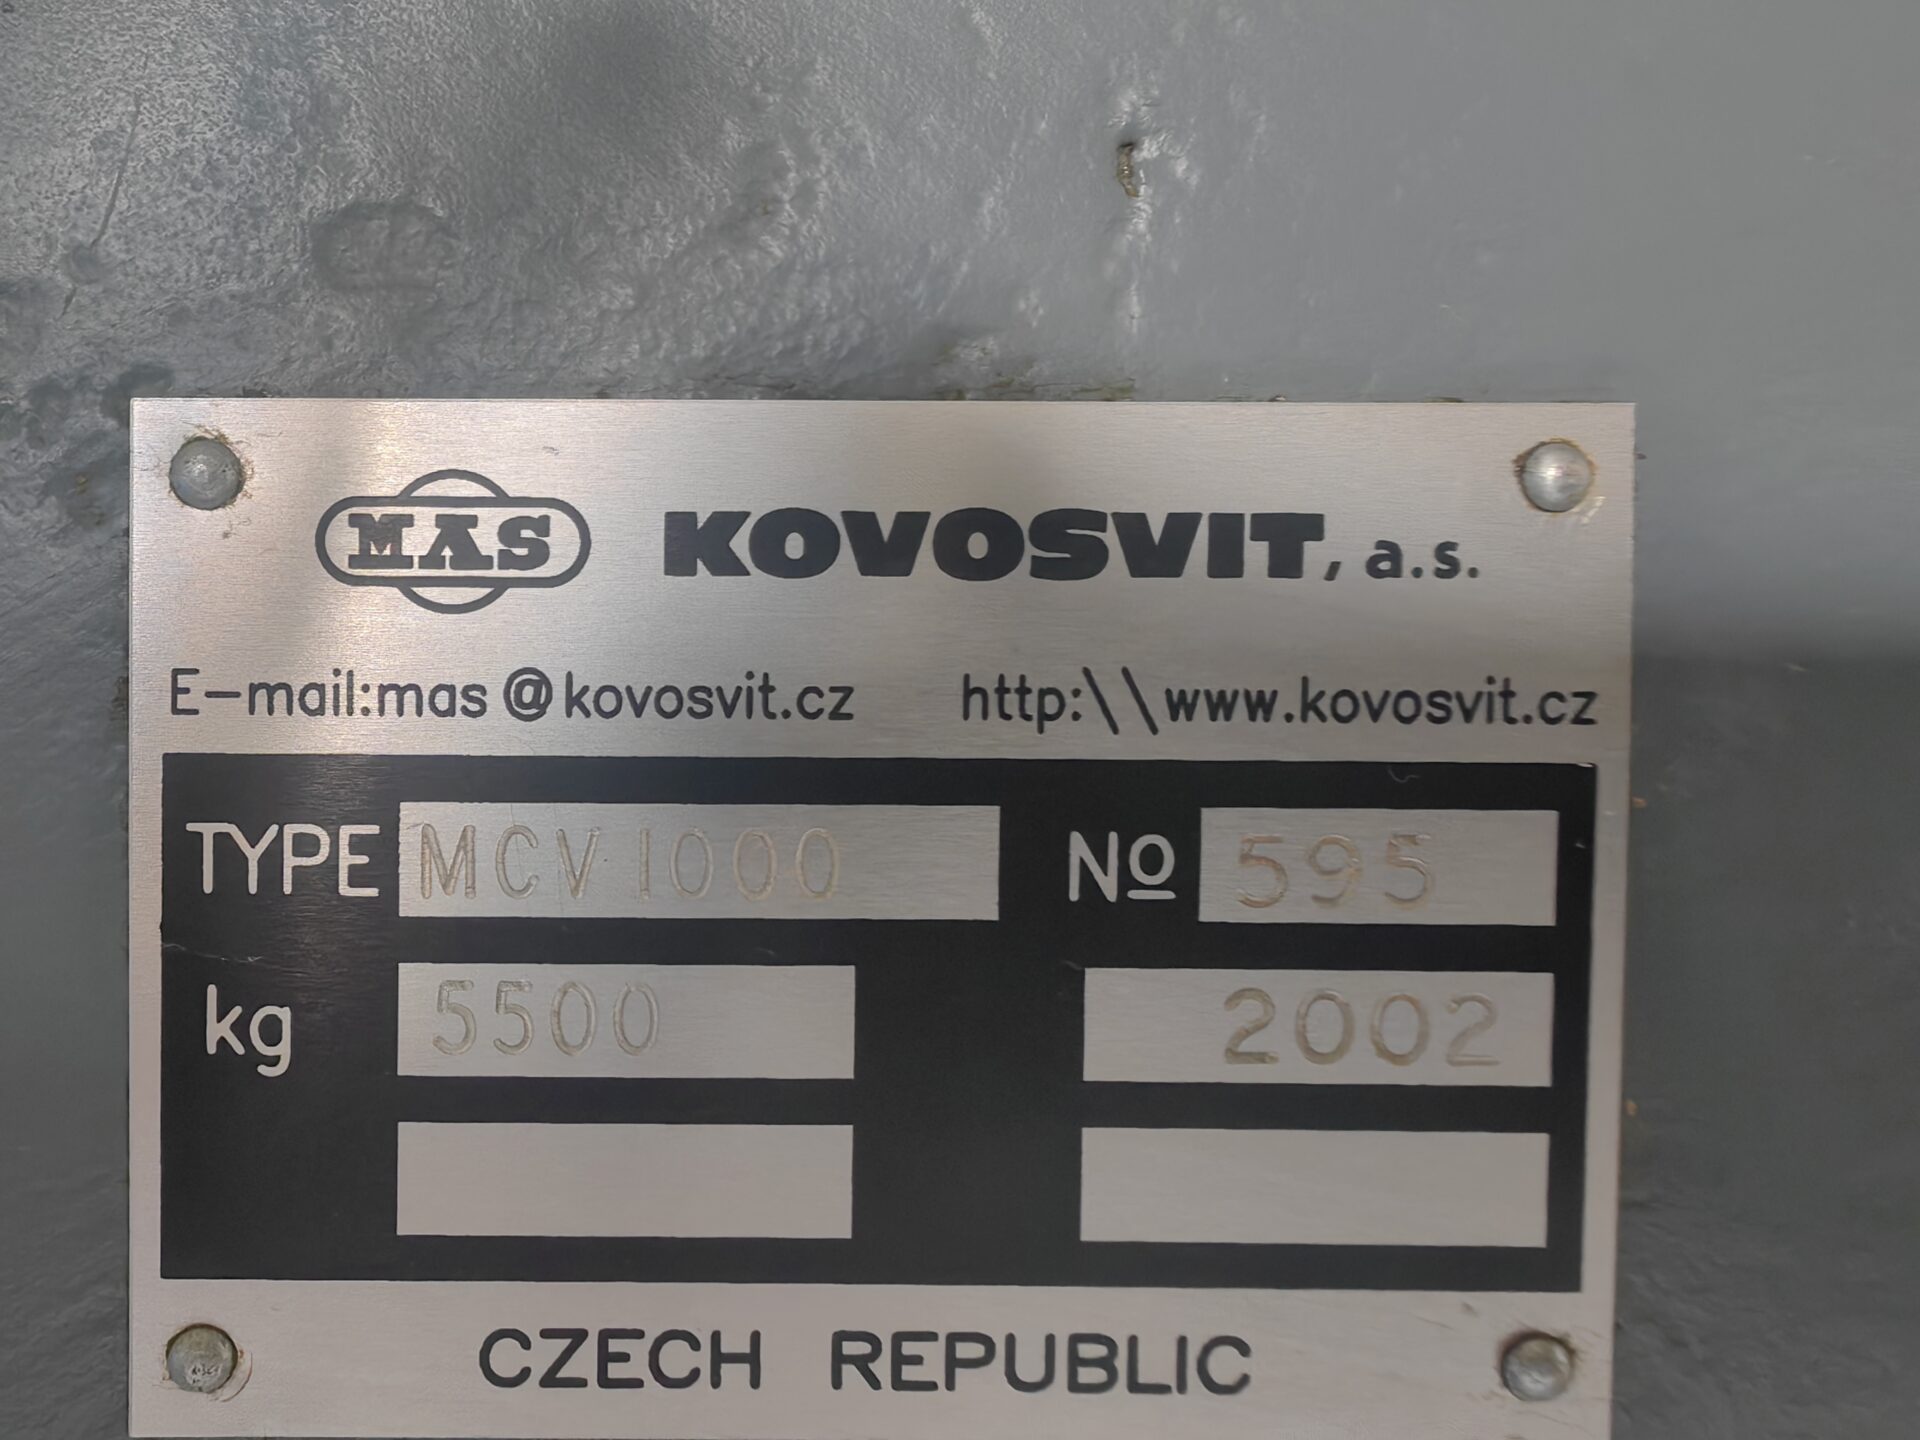 MAS KOVOSVIT, a.s.
E-mail:mas@kovosvit.cz http:\\www.kovosvit.cz
TYPE MCV 1000 No 595
kg 5500 2002
CZECH REPUBLIC